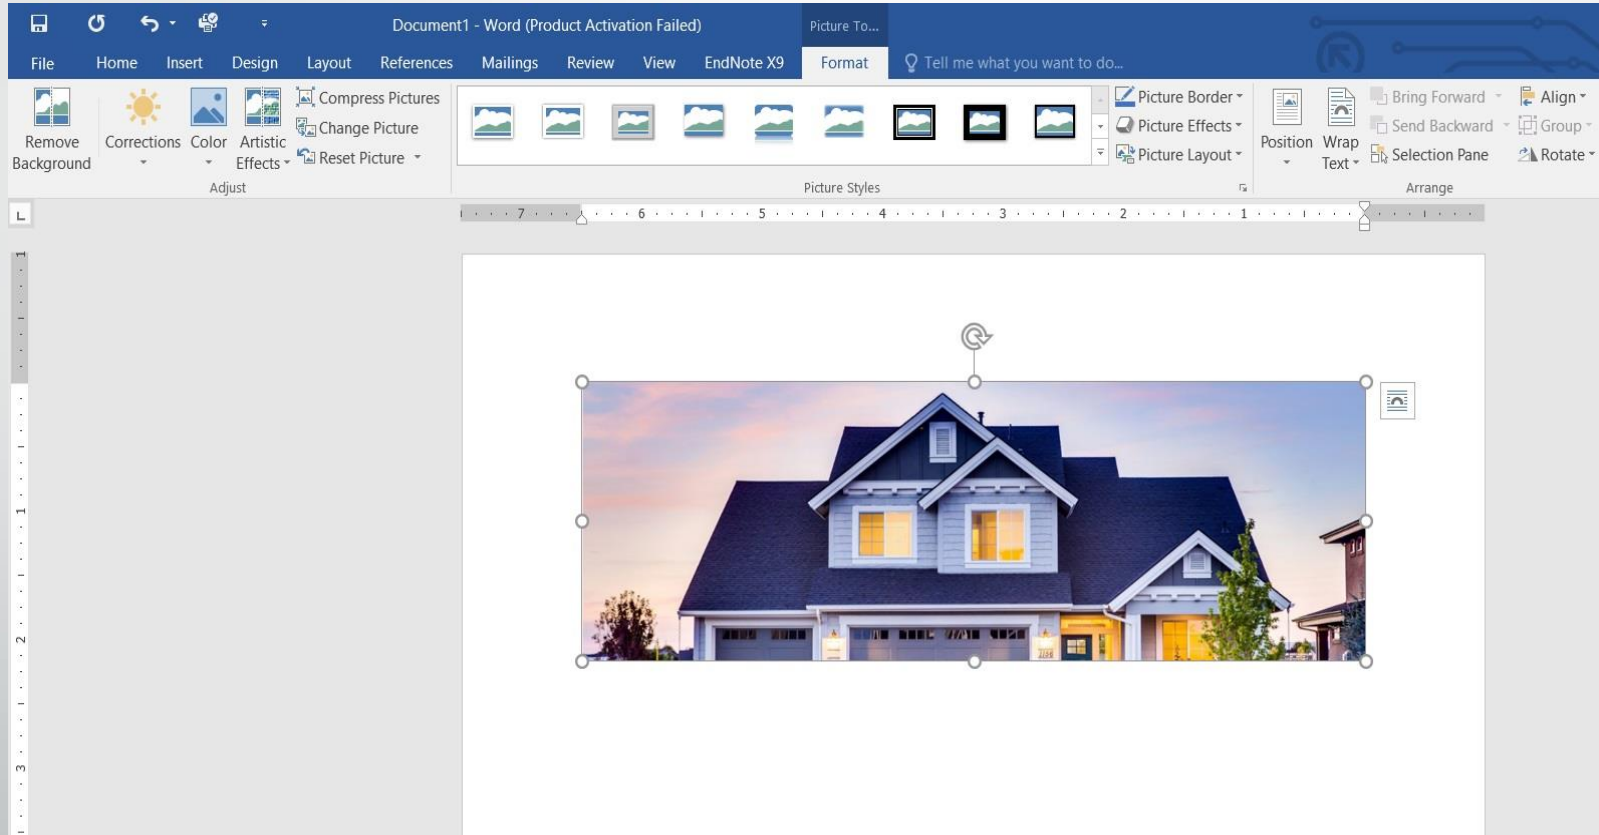 Document1 - Word (Product Activation Failed)
Picture To...
File Home Insert Design Layout References Mailings Review View EndNote X9 Format Tell me what you want to do...
Remove Background
Corrections
Color
Artistic Effects
Compress Pictures
Change Picture
Reset Picture
Adjust
Picture Styles
Picture Border
Picture Effects
Picture Layout
Position
Wrap Text
Bring Forward
Send Backward
Selection Pane
Align
Group
Rotate
Arrange
L
7 6 5 4 3 2 1
1
1
2
3